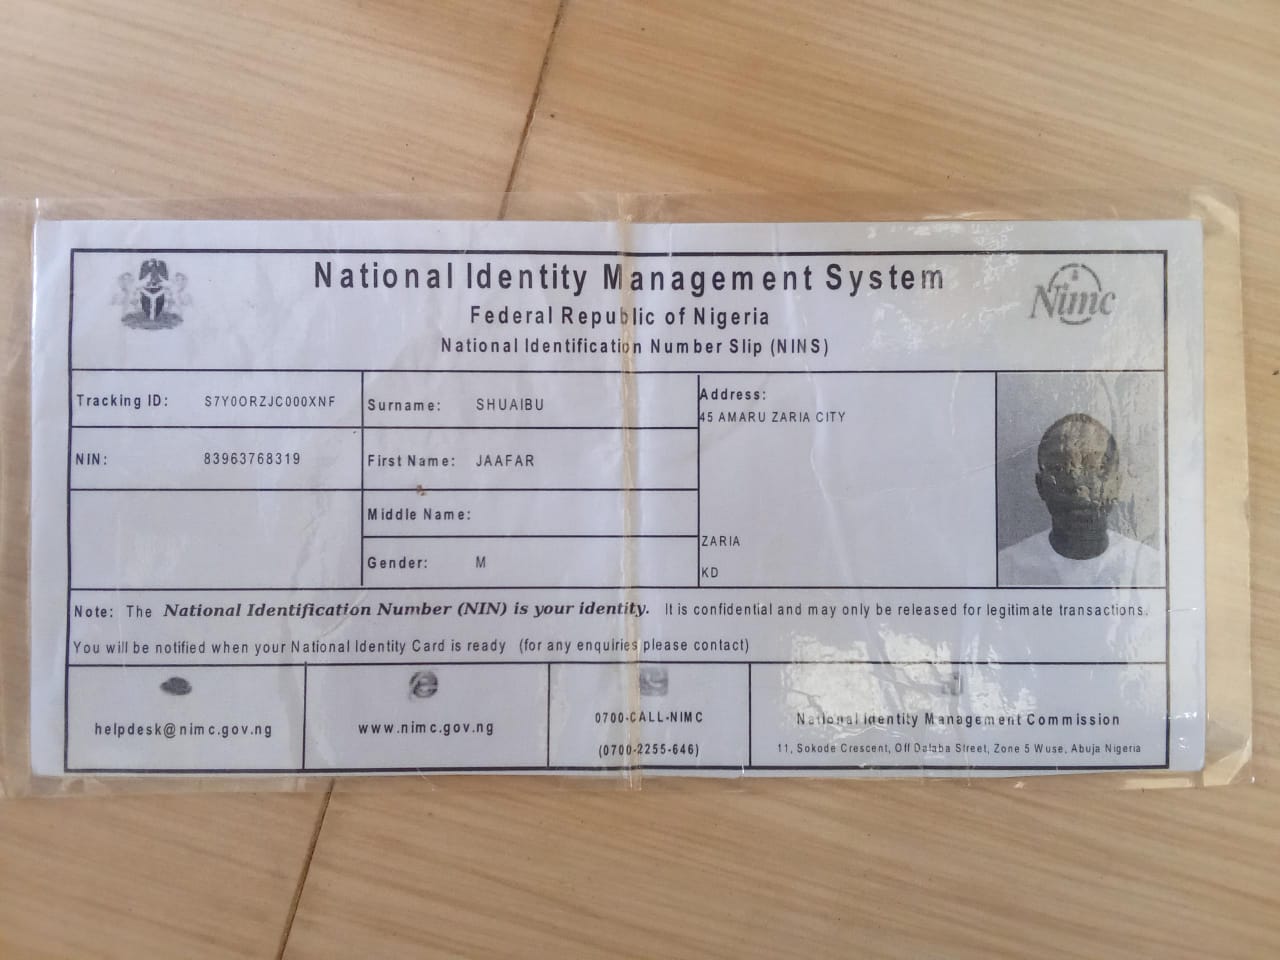 National Identity Management System
Federal Republic of Nigeria
National Identification Number Slip (NINS)
Nimc
Tracking ID: S7Y0ORZJC000XNF
Surname: SHUAIBU
Address:
45 AMARU ZARIA CITY
NIN: 83963768319
First Name: JAAFAR
Middle Name:
ZARIA
Gender: M
KD
Note: The National Identification Number (NIN) is your identity. It is confidential and may only be released for legitimate transactions.
You will be notified when your National Identity Card is ready (for any enquiries please contact)
helpdesk@nimc.gov.ng
www.nimc.gov.ng
0700-CALL-NIMC
(0700-2255-646)
National Identity Management Commission
11, Sokode Crescent, Off Dalaba Street, Zone 5 Wuse, Abuja Nigeria